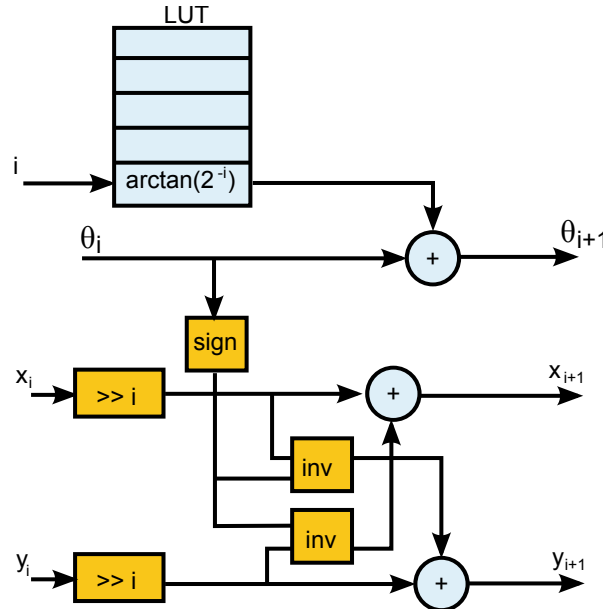 LUT
i
arctan(2⁻ⁱ)
+
θᵢ
θᵢ₊₁
sign
xᵢ
>> i
+
xᵢ₊₁
inv
inv
yᵢ
>> i
+
yᵢ₊₁